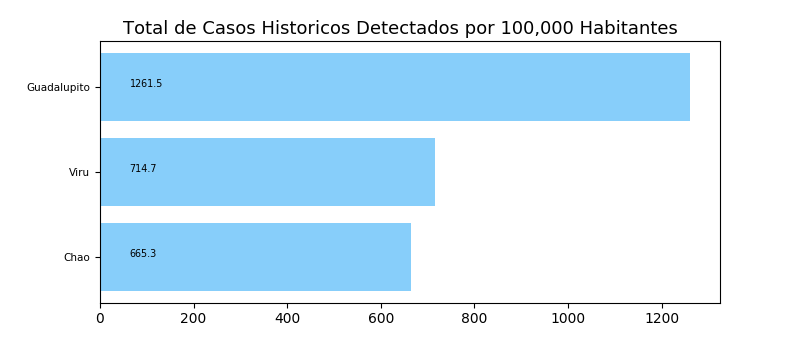 Total de Casos Historicos Detectados por 100,000 Habitantes
Guadalupito
1261.5
Viru
714.7
Chao
665.3
0 200 400 600 800 1000 1200